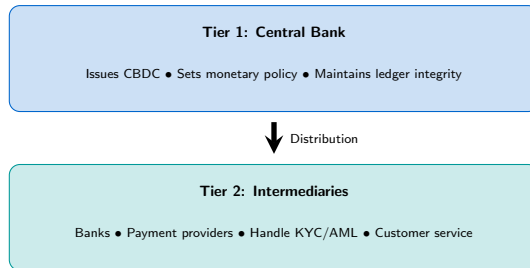 Tier 1: Central Bank
Issues CBDC • Sets monetary policy • Maintains ledger integrity
Distribution
Tier 2: Intermediaries
Banks • Payment providers • Handle KYC/AML • Customer service